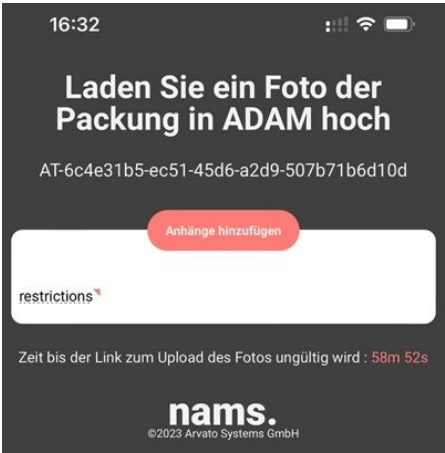 16:32
Laden Sie ein Foto der
Packung in ADAM hoch
AT-6c4e31b5-ec51-45d6-a2d9-507b71b6d10d
Anhänge hinzufügen
restrictions
Zeit bis der Link zum Upload des Fotos ungültig wird : 58m 52s
nams.
©2023 Arvato Systems GmbH